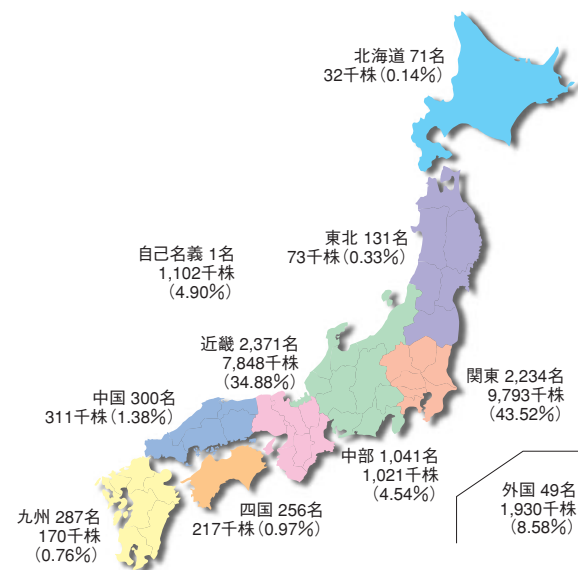 北海道 71名
32千株(0.14%)
東北 131名
73千株(0.33%)
自己名義 1名
1,102千株
(4.90%)
近畿 2,371名
7,848千株
(34.88%)
関東 2,234名
9,793千株
(43.52%)
中国 300名
311千株(1.38%)
中部 1,041名
1,021千株
(4.54%)
外国 49名
1,930千株
(8.58%)
四国 256名
217千株(0.97%)
九州 287名
170千株
(0.76%)